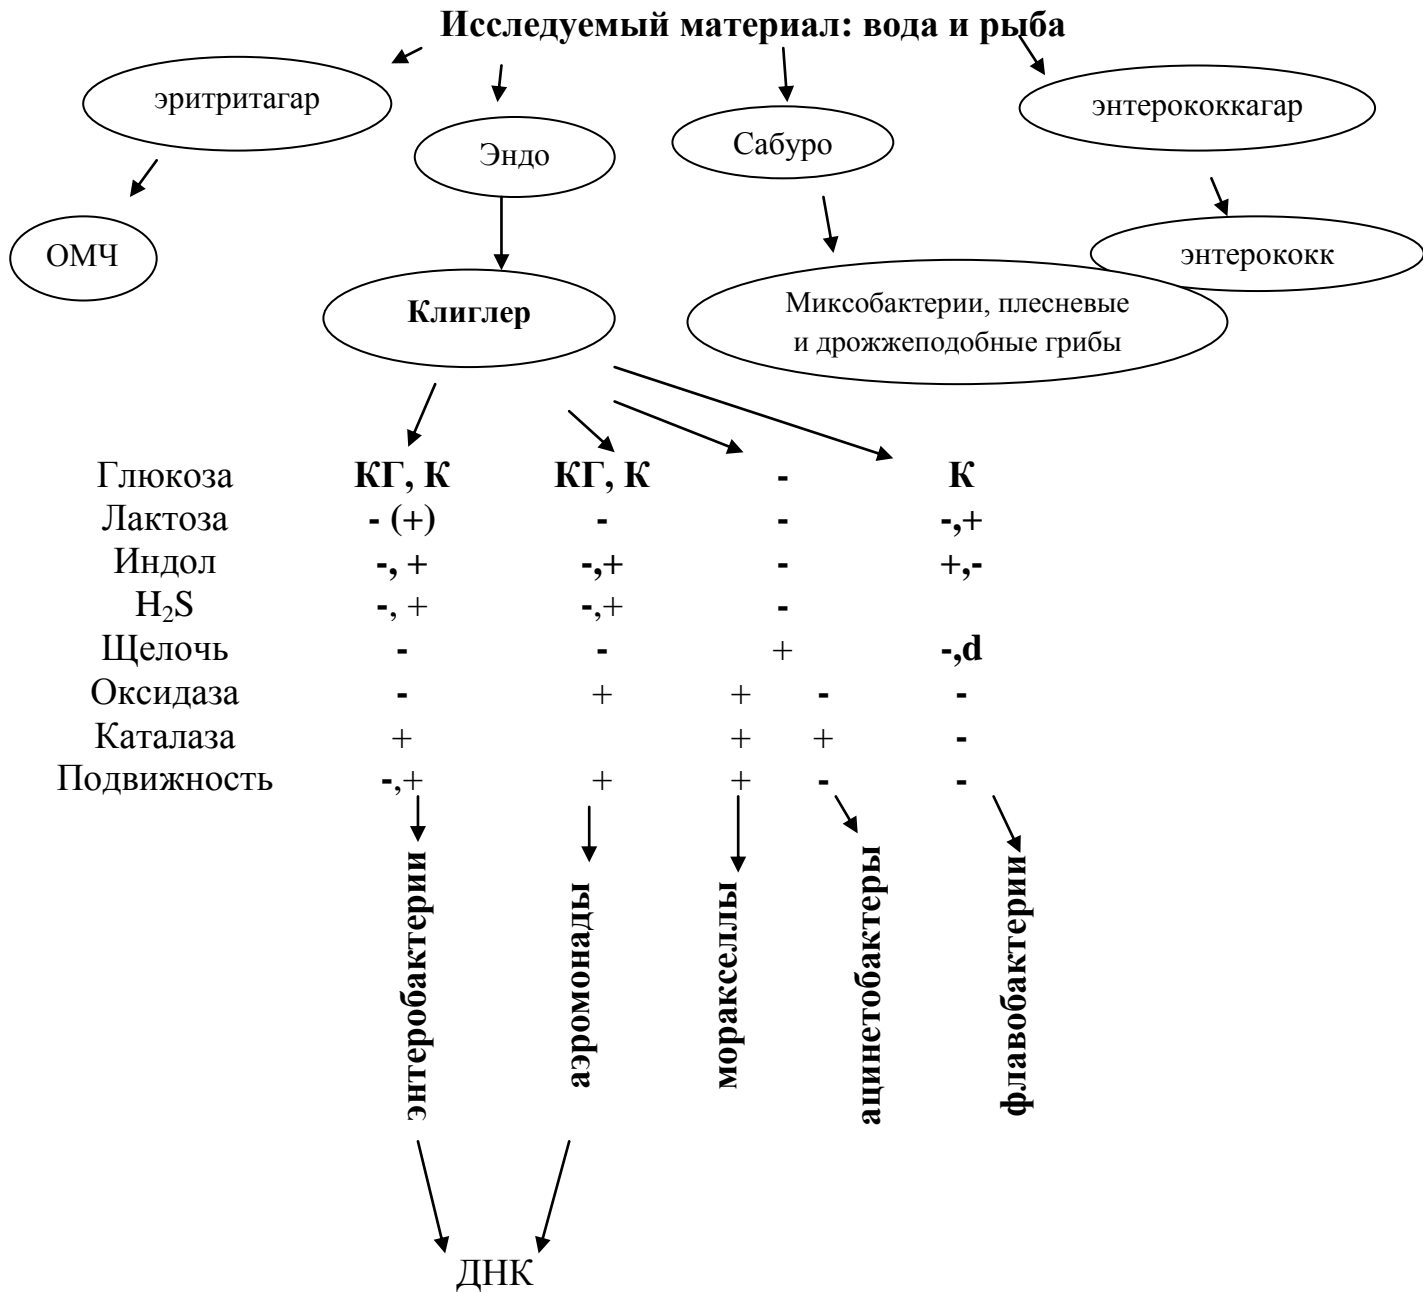 Исследуемый материал: вода и рыба
эритритагар
Эндо
Сабуро
энтерококкагар
ОМЧ
Клиглер
Миксобактерии, плесневые
и дрожжеподобные грибы
энтерококк
Глюкоза КГ, К КГ, К - К
Лактоза - (+) - - -,+
Индол -, + -,+ - +,-
H₂S -, + -,+ -
Щелочь - - + -,d
Оксидаза - + + - -
Каталаза + + + -
Подвижность -,+ + + - -
энтеробактерии
аэромонады
моракселлы
ацинетобактеры
флавобактерии
ДНК